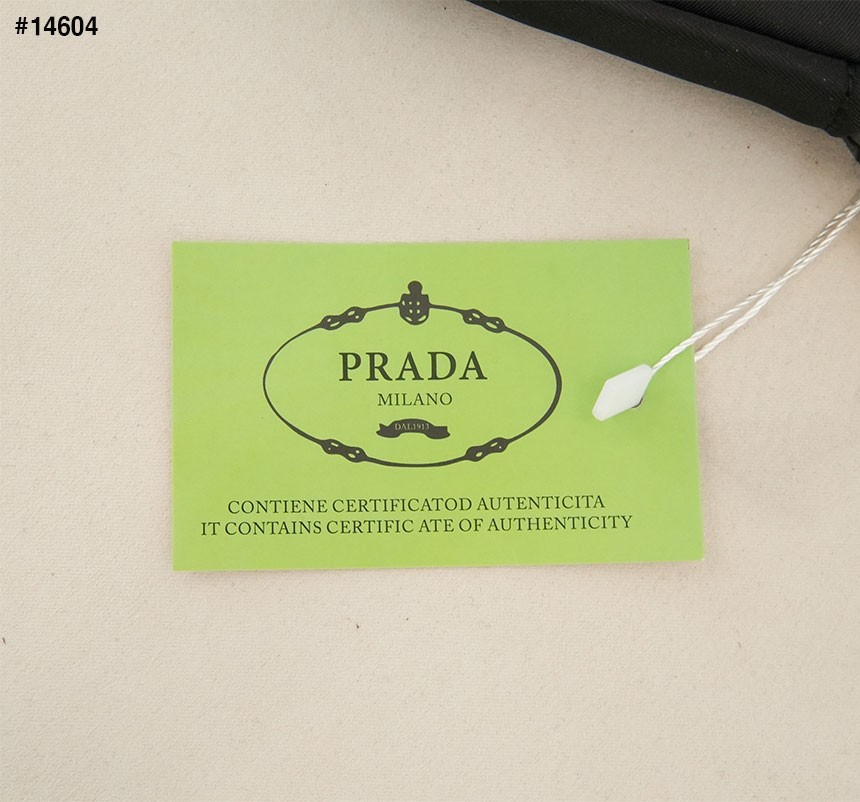 #14604
PRADA
MILANO
DAL1913
CONTIENE CERTIFICATOD AUTENTICITA
IT CONTAINS CERTIFIC ATE OF AUTHENTICITY